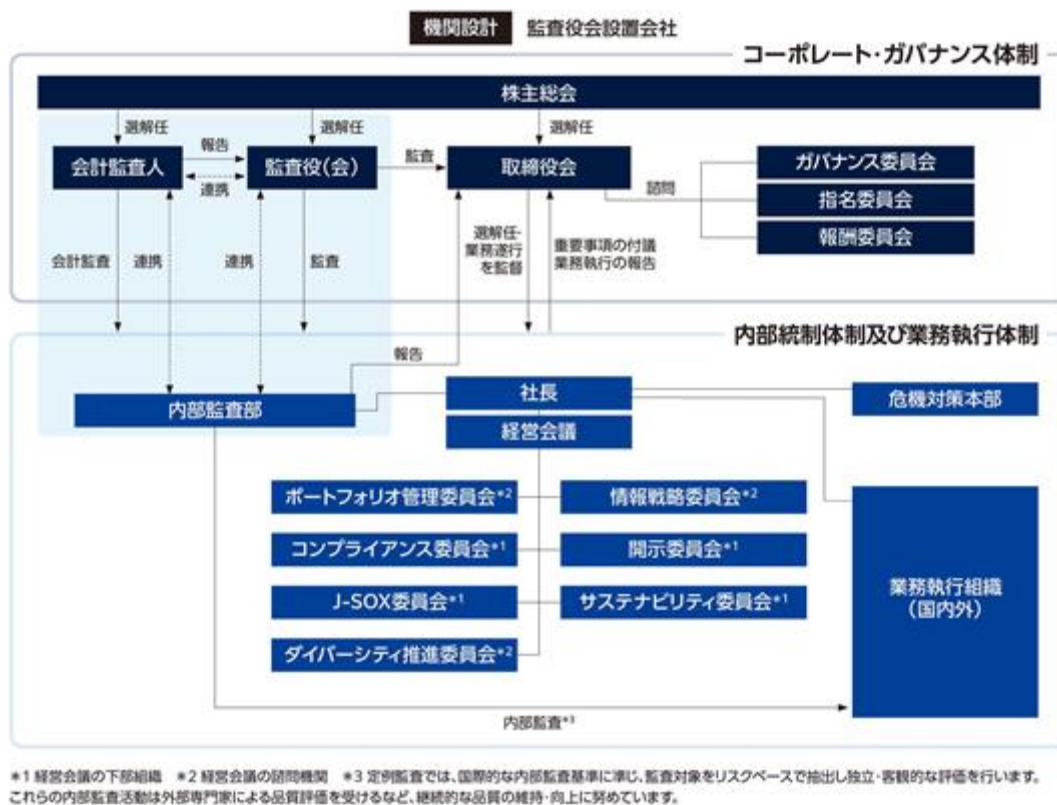 機関設計 監査役会設置会社
コーポレート・ガバナンス体制
株主総会
選解任
選解任
選解任
会計監査人
報告
連携
監査役(会)
監査
取締役会
諮問
ガバナンス委員会
指名委員会
報酬委員会
会計監査
連携
連携
監査
選解任・
業務遂行
を監督
重要事項の付議
業務執行の報告
内部統制体制及び業務執行体制
報告
内部監査部
社長
経営会議
危機対策本部
ポートフォリオ管理委員会*2
情報戦略委員会*2
コンプライアンス委員会*1
開示委員会*1
J-SOX委員会*1
サステナビリティ委員会*1
ダイバーシティ推進委員会*2
業務執行組織
(国内外)
内部監査*3
*1 経営会議の下部組織 *2 経営会議の諮問機関 *3 定例監査では、国際的な内部監査基準に準じ、監査対象をリスクベースで抽出し独立・客観的な評価を行います。
これらの内部監査活動は外部専門家による品質評価を受けるなど、継続的な品質の維持・向上に努めています。